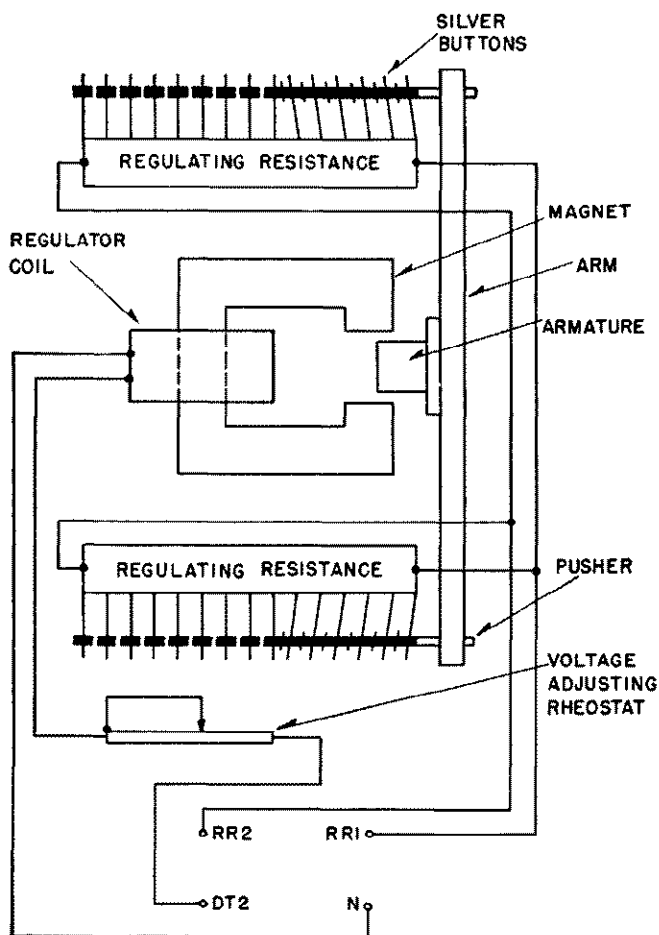 SILVER
BUTTONS
REGULATING RESISTANCE
MAGNET
REGULATOR
COIL
ARM
ARMATURE
REGULATING RESISTANCE
PUSHER
VOLTAGE
ADJUSTING
RHEOSTAT
RR2
RR1
DT2
N